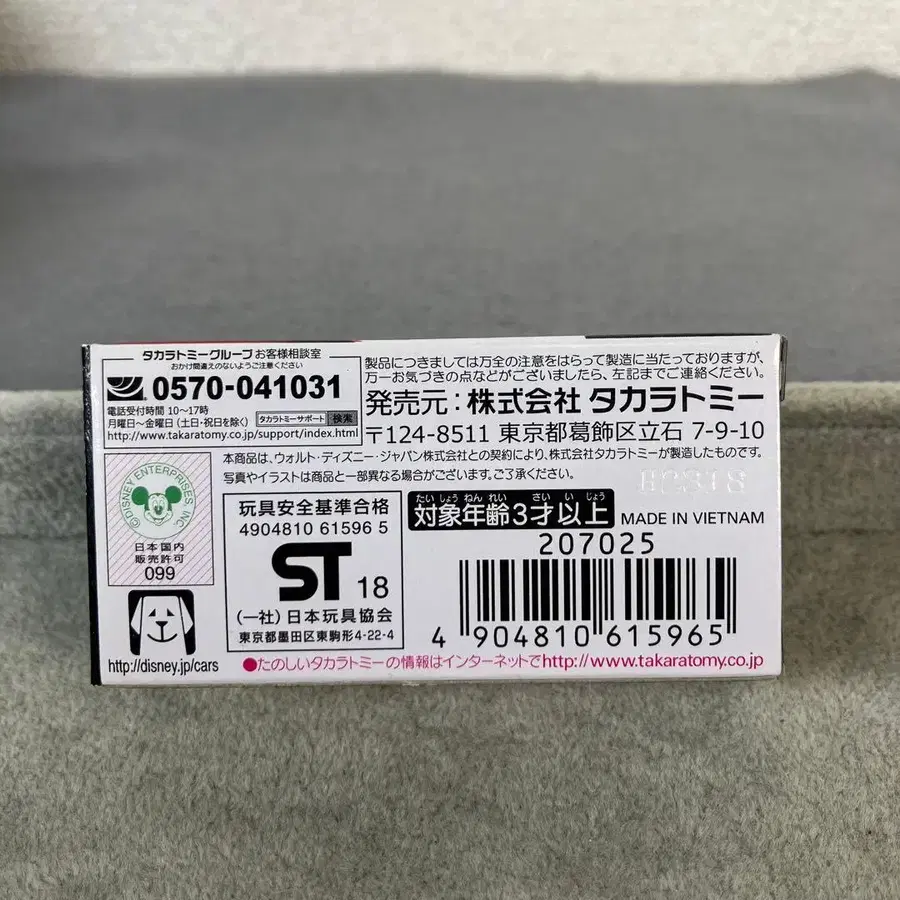 タカラトミーグループ お客様相談室
おかけ間違えのないようご注意ください
0570-041031
電話受付時間 10〜17時
月曜日〜金曜日 (土日・祝日を除く)
タカラトミーサポート 検索
http://www.takaratomy.co.jp/support/index.html
製品につきましては万全の注意をはらって製造に当たっておりますが、
万一お気づきの点などがございましたら、左記までご連絡ください。
発売元:株式会社 タカラトミー
〒124-8511 東京都葛飾区立石 7-9-10
本商品は、ウォルト・ディズニー・ジャパン株式会社との契約により、株式会社タカラトミーが製造したものです。
写真やイラストは商品と一部異なる場合がございます。ご了承ください。
©DISNEY ENTERPRISES, INC.
日本国内
販売許可
099
http://disney.jp/cars
玩具安全基準合格
4904810 61596 5
ST 18
(一社)日本玩具協会
東京都墨田区東駒形4-22-4
たいしょうねんれい さい いじょう
対象年齢3才以上
MADE IN VIETNAM
207025
4 904810 615965
●たのしいタカラトミーの情報はインターネットでhttp://www.takaratomy.co.jp